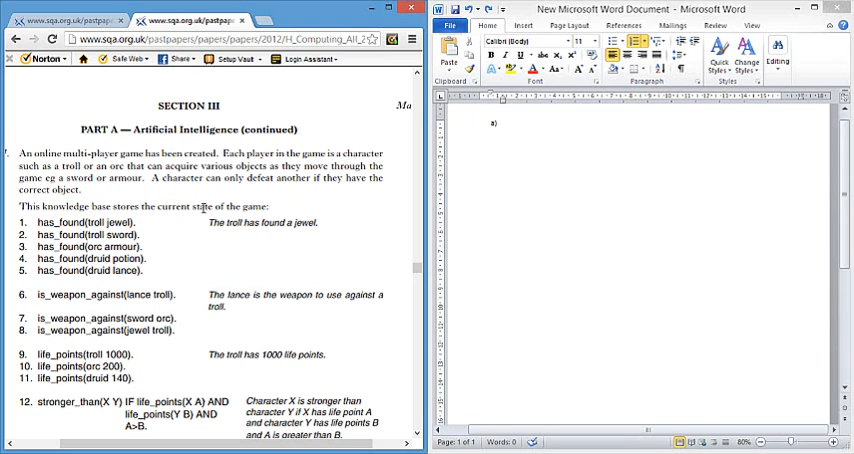 www.sqa.org.uk/pastpape
www.sqa.org.uk/pastpape
www.sqa.org.uk/pastpapers/papers/papers/2012/H_Computing_All_2
Norton
Safe Web
Share
Setup Vault
Login Assistant
SECTION III
Ma
PART A — Artificial Intelligence (continued)
An online multi-player game has been created. Each player in the game is a character
such as a troll or an orc that can acquire various objects as they move through the
game eg a sword or armour. A character can only defeat another if they have the
correct object.
This knowledge base stores the current state of the game:
1. has_found(troll jewel). The troll has found a jewel.
2. has_found(troll sword).
3. has_found(orc armour).
4. has_found(druid potion).
5. has_found(druid lance).
6. is_weapon_against(lance troll). The lance is the weapon to use against a
troll.
7. is_weapon_against(sword orc).
8. is_weapon_against(jewel troll).
9. life_points(troll 1000). The troll has 1000 life points.
10. life_points(orc 200).
11. life_points(druid 140).
12. stronger_than(X Y) IF life_points(X A) AND Character X is stronger than
life_points(Y B) AND character Y if X has life point A
A>B. and character Y has life points B
and A is greater than B.
New Microsoft Word Document - Microsoft Word
File Home Insert Page Layout References Mailings Review View
Calibri (Body) 11
Paste
Quick Styles
Change Styles
Editing
Clipboard Font Paragraph Styles
a)
Page: 1 of 1 Words: 0 80%